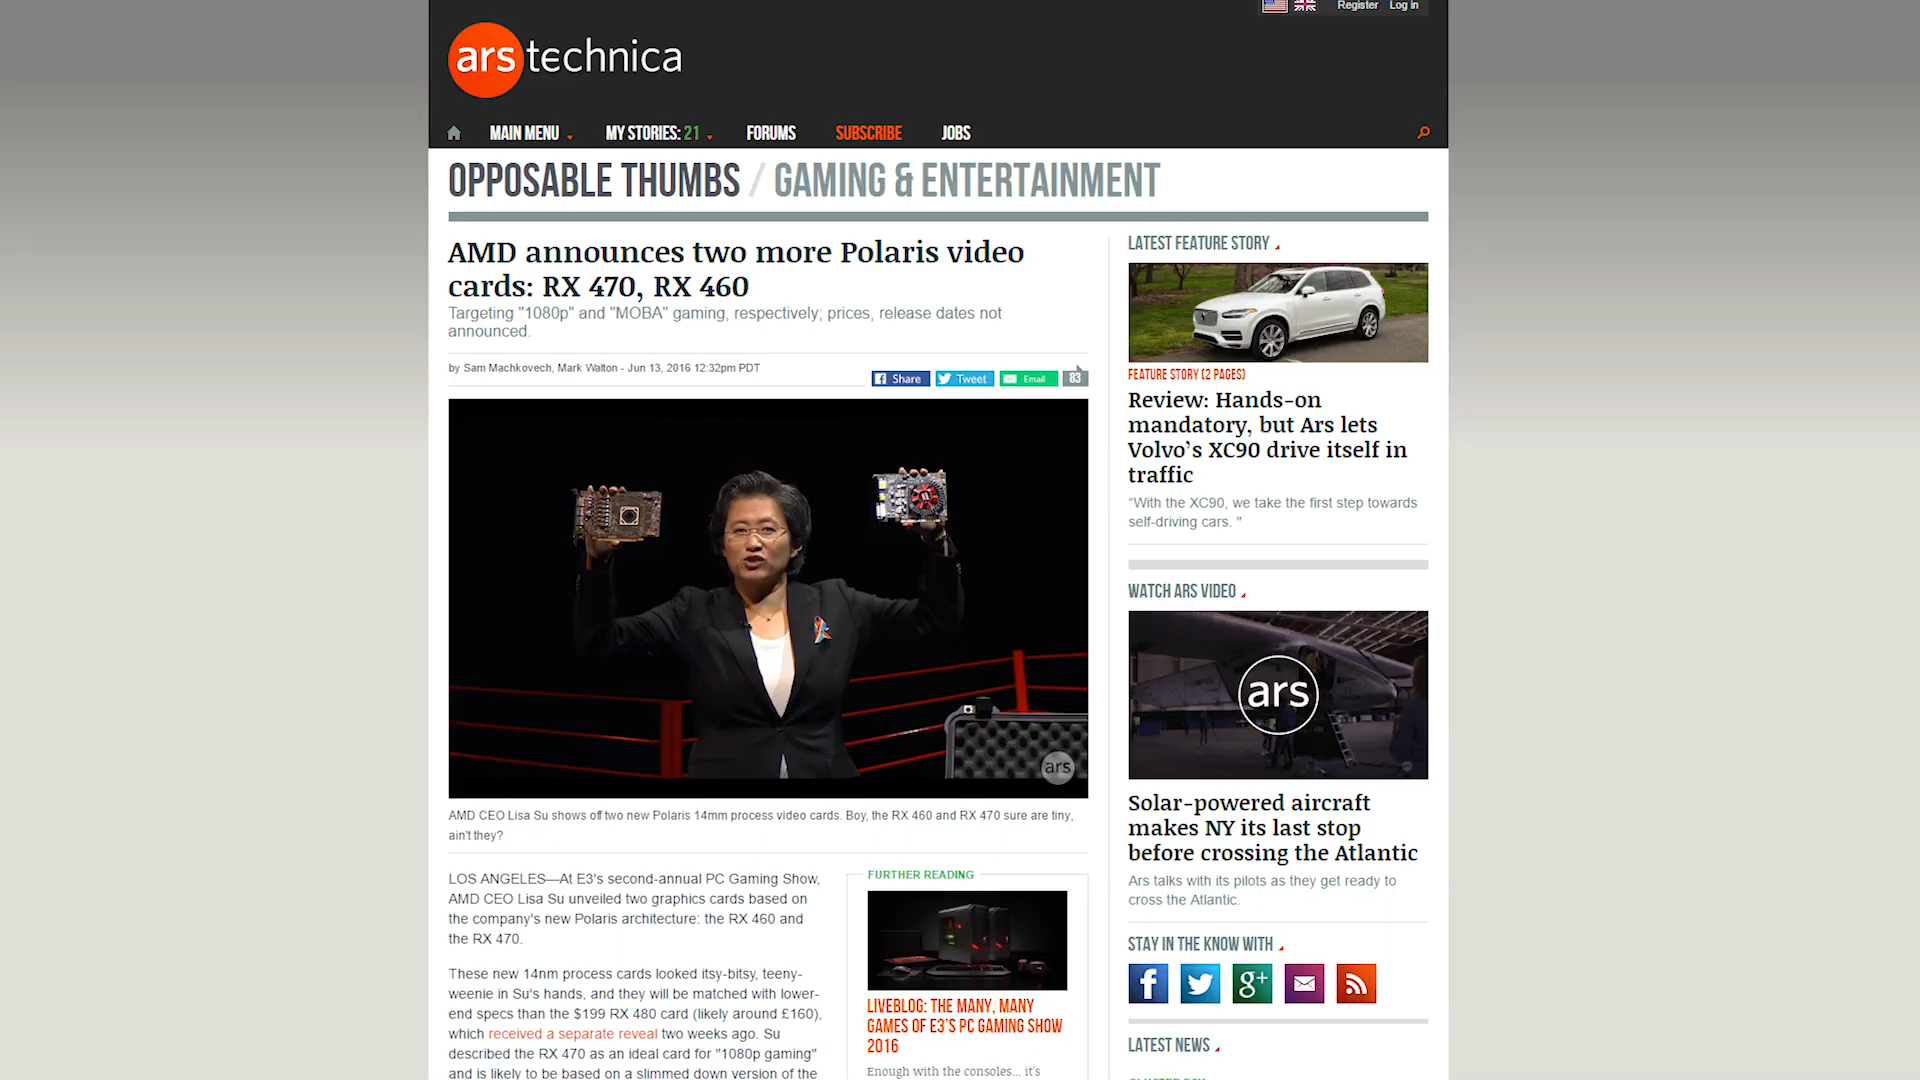 Register Log in
ars technica
MAIN MENU MY STORIES: 21 FORUMS SUBSCRIBE JOBS
OPPOSABLE THUMBS / GAMING & ENTERTAINMENT
AMD announces two more Polaris video
cards: RX 470, RX 460
Targeting "1080p" and "MOBA" gaming, respectively; prices, release dates not
announced.
by Sam Machkovech, Mark Walton - Jun 13, 2016 12:32pm PDT
Share Tweet Email 83
ars
AMD CEO Lisa Su shows off two new Polaris 14mm process video cards. Boy, the RX 460 and RX 470 sure are tiny,
ain't they?
LOS ANGELES—At E3's second-annual PC Gaming Show,
AMD CEO Lisa Su unveiled two graphics cards based on
the company's new Polaris architecture: the RX 460 and
the RX 470.
These new 14nm process cards looked itsy-bitsy, teeny-
weenie in Su's hands, and they will be matched with lower-
end specs than the $199 RX 480 card (likely around £160),
which received a separate reveal two weeks ago. Su
described the RX 470 as an ideal card for "1080p gaming"
and is likely to be based on a slimmed down version of the
FURTHER READING
LIVEBLOG: THE MANY, MANY
GAMES OF E3'S PC GAMING SHOW
2016
Enough with the consoles... it's
LATEST FEATURE STORY
FEATURE STORY (2 PAGES)
Review: Hands-on
mandatory, but Ars lets
Volvo's XC90 drive itself in
traffic
"With the XC90, we take the first step towards
self-driving cars. "
WATCH ARS VIDEO
ars
Solar-powered aircraft
makes NY its last stop
before crossing the Atlantic
Ars talks with its pilots as they get ready to
cross the Atlantic.
STAY IN THE KNOW WITH
f g+
LATEST NEWS